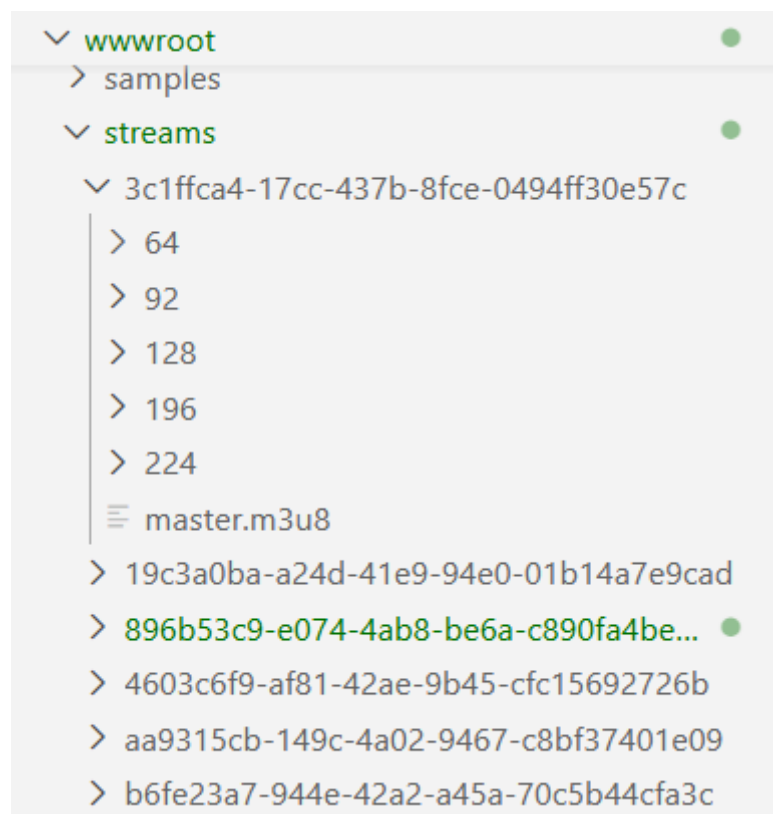 wwwroot
samples
streams
3c1ffca4-17cc-437b-8fce-0494ff30e57c
64
92
128
196
224
master.m3u8
19c3a0ba-a24d-41e9-94e0-01b14a7e9cad
896b53c9-e074-4ab8-be6a-c890fa4be...
4603c6f9-af81-42ae-9b45-cfc15692726b
aa9315cb-149c-4a02-9467-c8bf37401e09
b6fe23a7-944e-42a2-a45a-70c5b44cfa3c